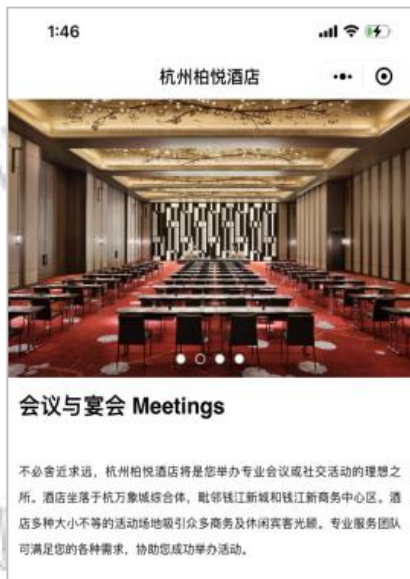 1:46
杭州柏悦酒店
会议与宴会 Meetings
不必舍近求远，杭州柏悦酒店将是您举办专业会议或社交活动的理想之
所。酒店坐落于杭万象城综合体，毗邻钱江新城和钱江新商务中心区。酒
店多种大小不等的活动场地吸引众多商务及休闲宾客光顾。专业服务团队
可满足您的各种需求，协助您成功举办活动。